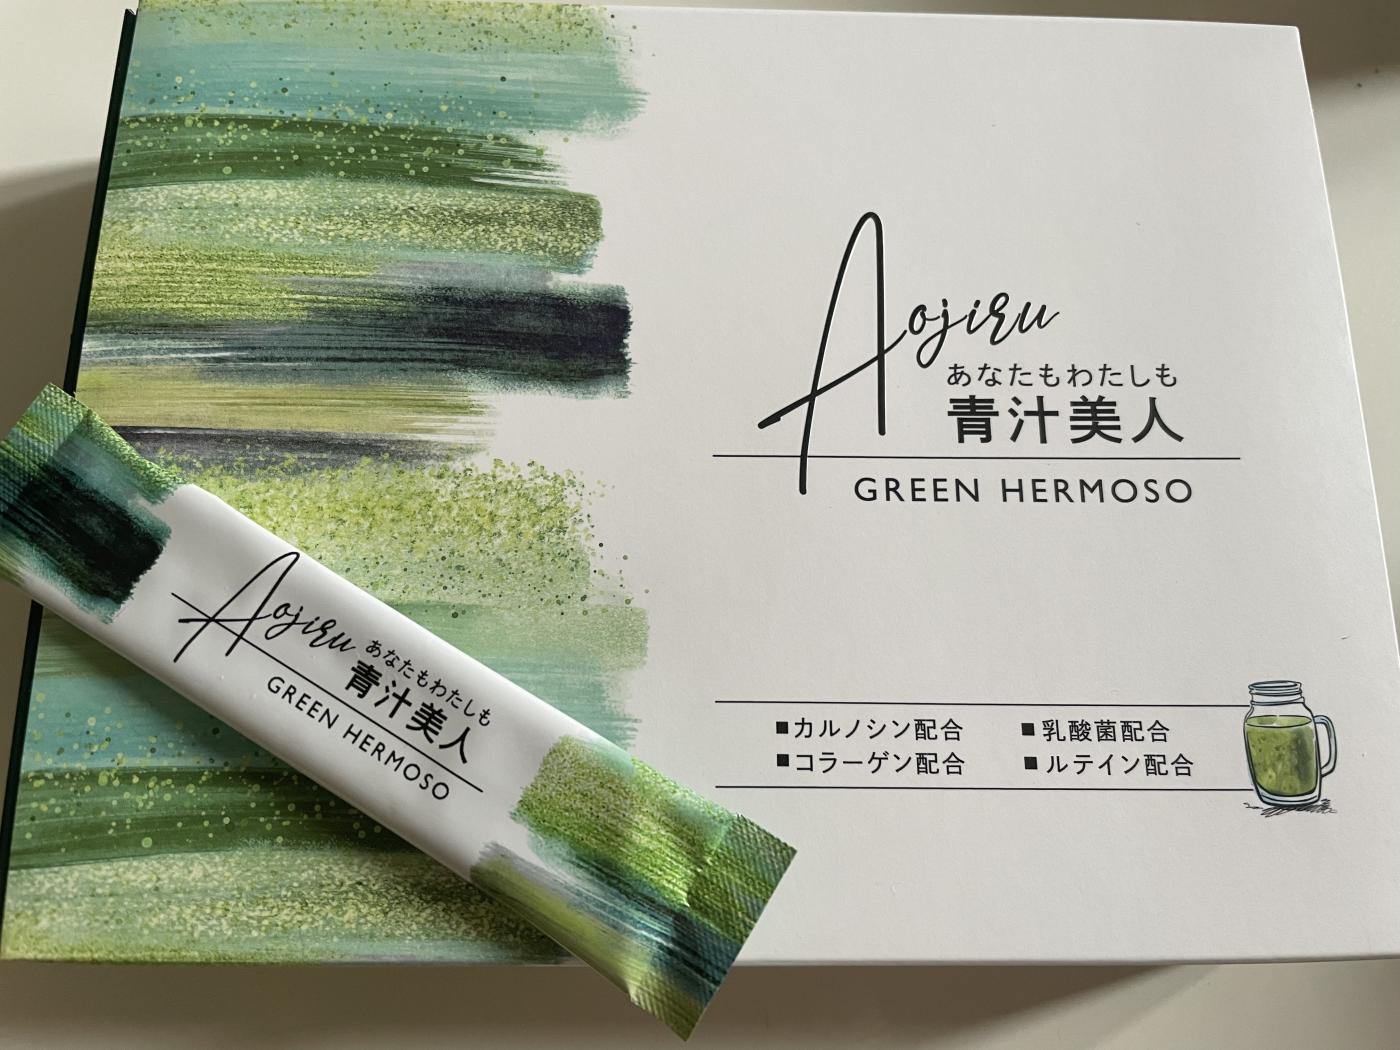 Aojiru
あなたもわたしも
青汁美人
GREEN HERMOSO
■カルノシン配合
■乳酸菌配合
■コラーゲン配合
■ルテイン配合
Aojiru
あなたもわたしも
青汁美人
GREEN HERMOSO